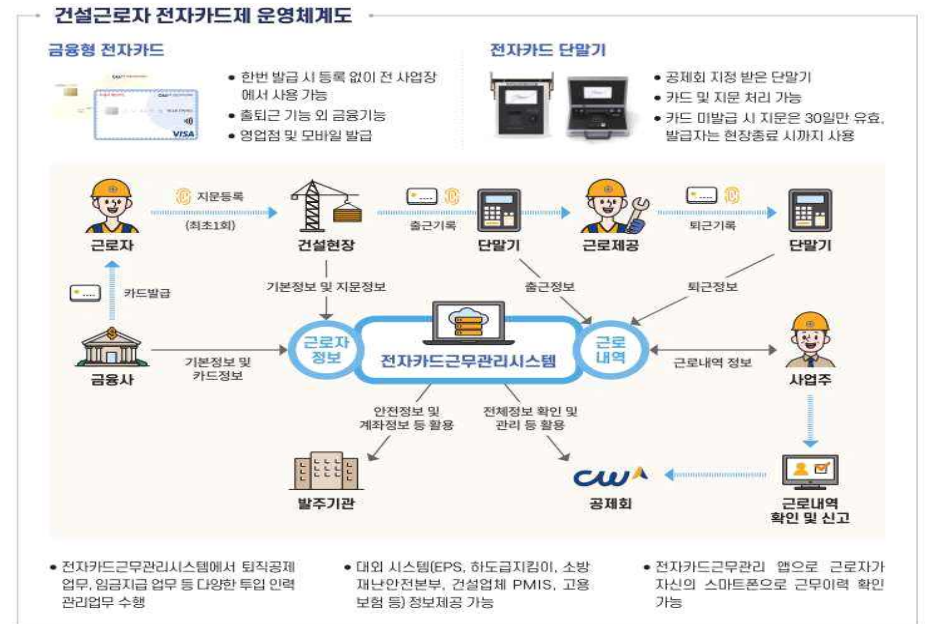 건설근로자 전자카드제 운영체계도
금융형 전자카드
• 한번 발급 시 등록 없이 전 사업장
에서 사용 가능
• 출퇴근 기능 외 금융기능
• 영업점 및 모바일 발급
VISA
전자카드 단말기
• 공제회 지정 받은 단말기
• 카드 및 지문 처리 가능
• 카드 미발급 시 지문은 30일만 유효,
발급자는 현장종료 시까지 사용
근로자
지문등록
(최초1회)
건설현장
출근기록
단말기
근로제공
퇴근기록
단말기
카드발급
기본정보 및 지문정보
출근정보
퇴근정보
금융사
기본정보 및
카드정보
근로자
정보
전자카드근무관리시스템
근로
내역
근로내역 정보
사업주
안전정보 및
계좌정보 등 활용
전체정보 확인 및
관리 등 활용
발주기관
cw
공제회
근로내역
확인 및 신고
• 전자카드근무관리시스템에서 퇴직공제
업무, 임금지급 업무 등 다양한 투입 인력
관리업무 수행
• 대외 시스템(EPS, 하도급지킴이, 소방
재난안전본부, 건설업체 PMIS, 고용
보험 등) 정보제공 가능
• 전자카드근무관리 앱으로 근로자가
자신의 스마트폰으로 근무이력 확인
가능